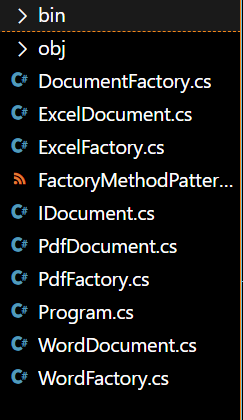 bin
obj
DocumentFactory.cs
ExcelDocument.cs
ExcelFactory.cs
FactoryMethodPatter...
IDocument.cs
PdfDocument.cs
PdfFactory.cs
Program.cs
WordDocument.cs
WordFactory.cs